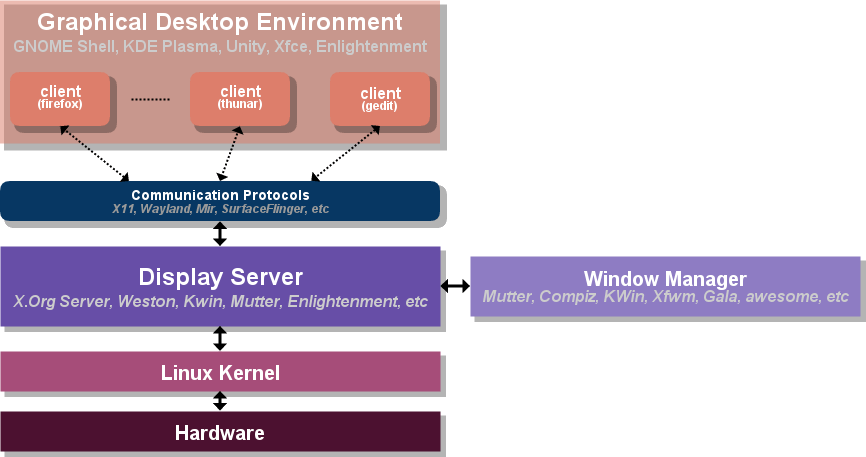 Graphical Desktop Environment
GNOME Shell, KDE Plasma, Unity, Xfce, Enlightenment
client
(firefox)
client
(thunar)
client
(gedit)
Communication Protocols
X11, Wayland, Mir, SurfaceFlinger, etc
Display Server
X.Org Server, Weston, Kwin, Mutter, Enlightenment, etc
Window Manager
Mutter, Compiz, KWin, Xfwm, Gala, awesome, etc
Linux Kernel
Hardware